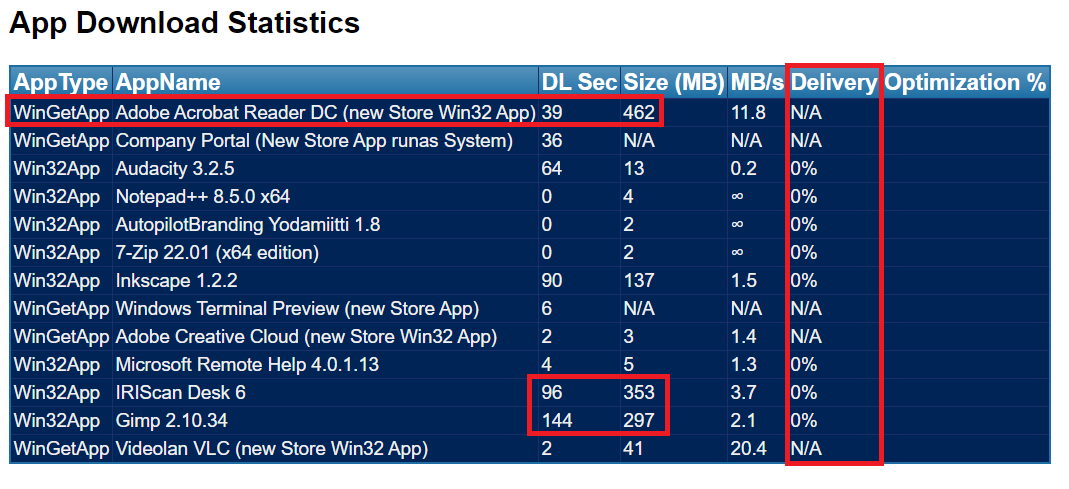 App Download Statistics
AppType AppName DL Sec Size (MB) MB/s Delivery Optimization %
WinGetApp Adobe Acrobat Reader DC (new Store Win32 App) 39 462 11.8 N/A
WinGetApp Company Portal (New Store App runas System) 36 N/A N/A N/A
Win32App Audacity 3.2.5 64 13 0.2 0%
Win32App Notepad++ 8.5.0 x64 0 4 ∞ 0%
Win32App AutopilotBranding Yodamiitti 1.8 0 2 ∞ 0%
Win32App 7-Zip 22.01 (x64 edition) 0 2 ∞ 0%
Win32App Inkscape 1.2.2 90 137 1.5 0%
WinGetApp Windows Terminal Preview (new Store App) 6 N/A N/A N/A
WinGetApp Adobe Creative Cloud (new Store Win32 App) 2 3 1.4 N/A
Win32App Microsoft Remote Help 4.0.1.13 4 5 1.3 0%
Win32App IRIScan Desk 6 96 353 3.7 0%
Win32App Gimp 2.10.34 144 297 2.1 0%
WinGetApp Videolan VLC (new Store Win32 App) 2 41 20.4 N/A